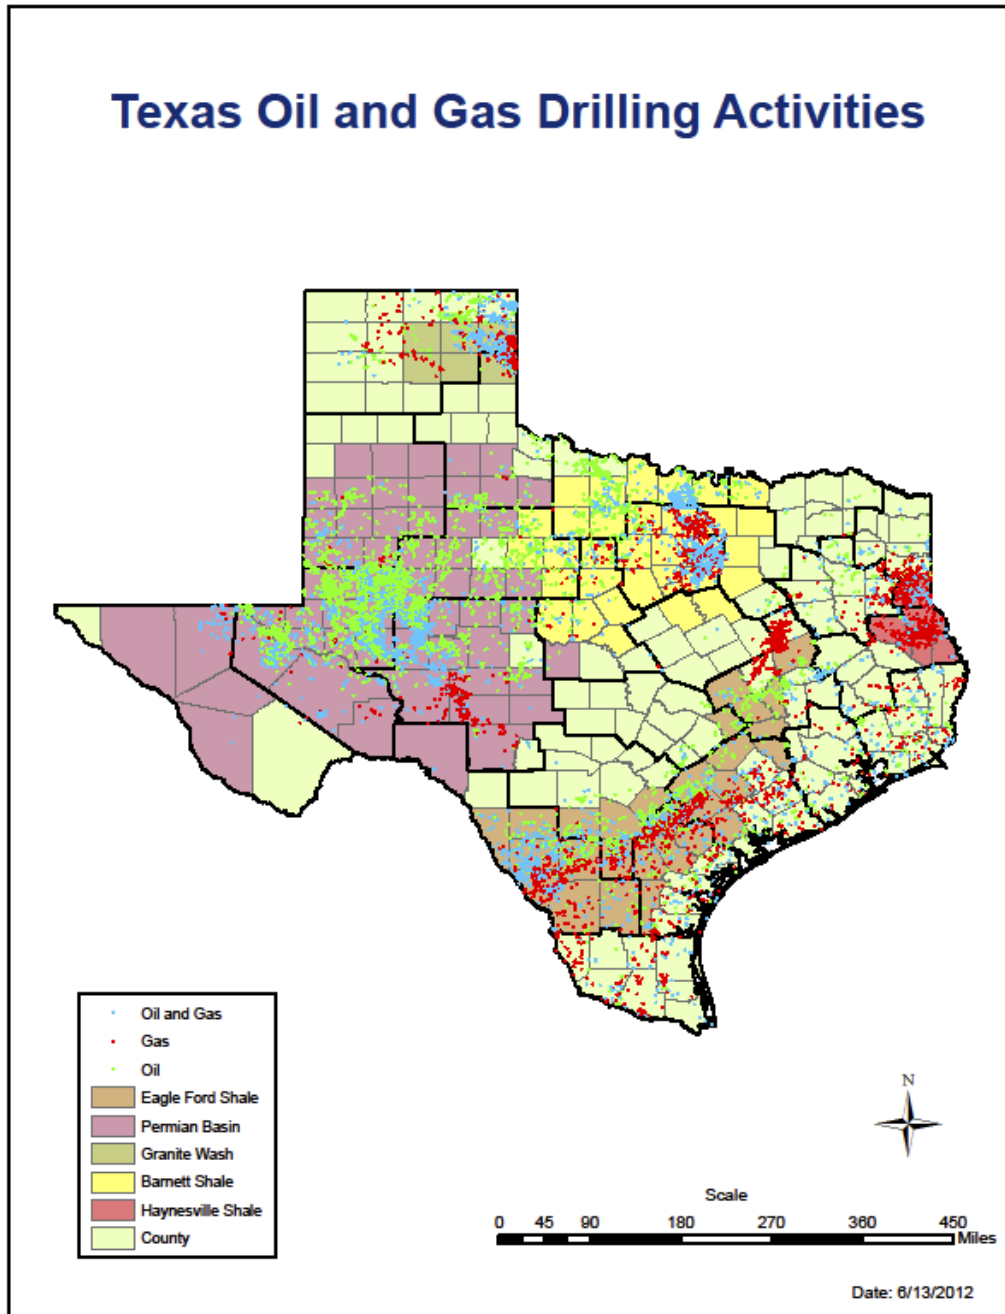 Texas Oil and Gas Drilling Activities
Oil and Gas
Gas
Oil
Eagle Ford Shale
Permian Basin
Granite Wash
Barnett Shale
Haynesville Shale
County
N
Scale
0 45 90 180 270 360 450
Miles
Date: 6/13/2012